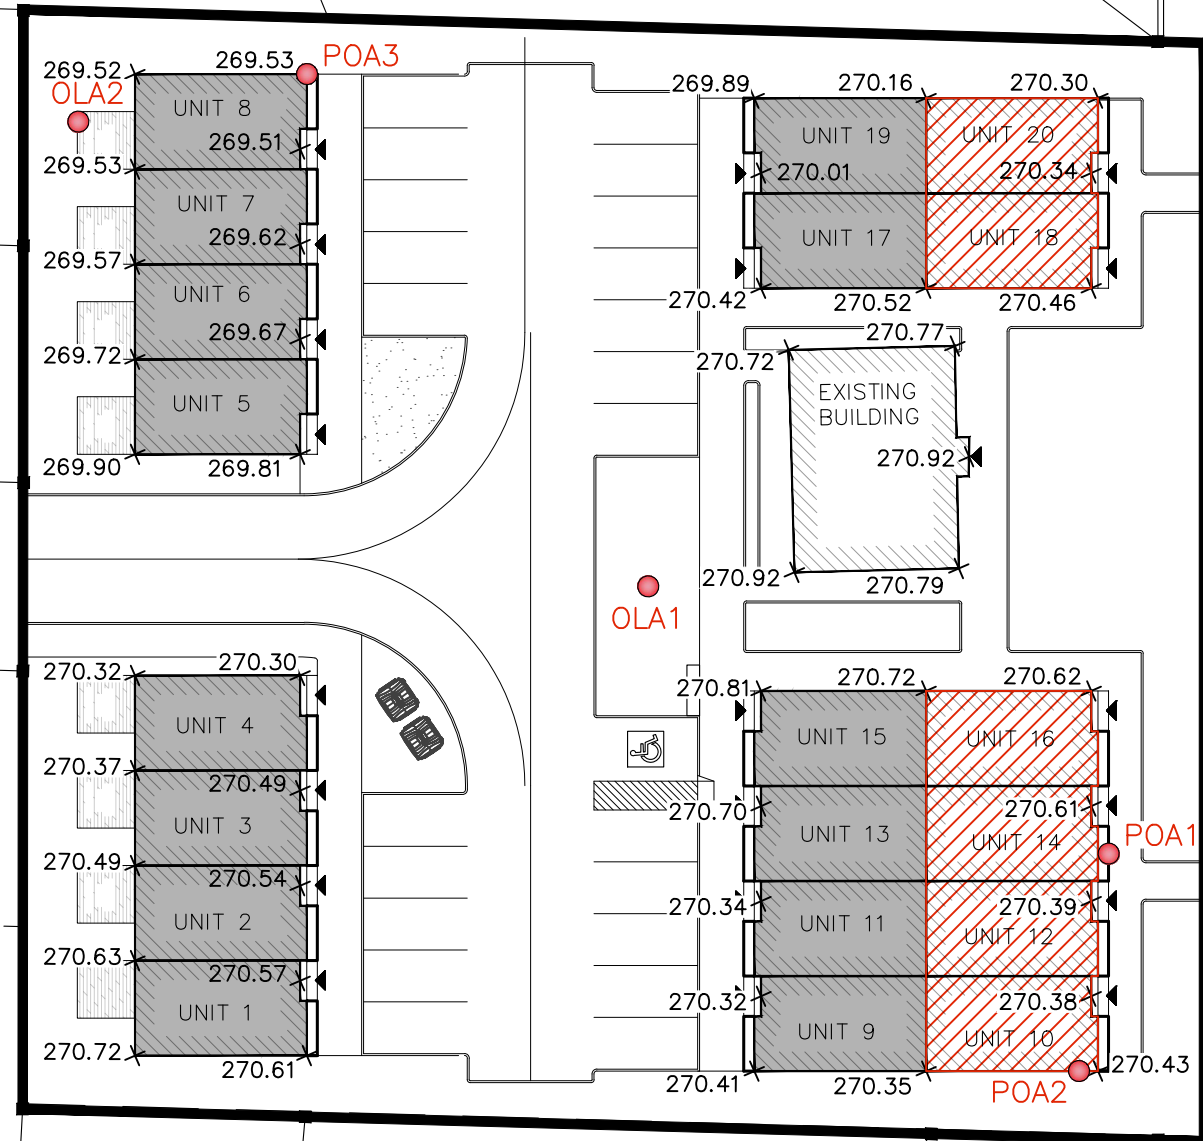 POA3
269.52
269.53
OLA2
UNIT 8
269.51
269.53
UNIT 7
269.62
269.57
UNIT 6
269.67
269.72
UNIT 5
269.90
269.81
269.89
270.16
270.30
UNIT 19
UNIT 20
270.01
270.34
UNIT 17
UNIT 18
270.42
270.52
270.46
270.77
270.72
EXISTING
BUILDING
270.92
270.92
270.79
OLA1
270.32
270.30
UNIT 4
270.37
270.49
UNIT 3
270.49
270.54
UNIT 2
270.63
270.57
UNIT 1
270.72
270.61
270.81
270.72
270.62
UNIT 15
UNIT 16
270.70
270.61
UNIT 13
UNIT 14
POA1
270.34
270.39
UNIT 11
UNIT 12
270.32
270.38
UNIT 9
UNIT 10
270.41
270.35
POA2
270.43